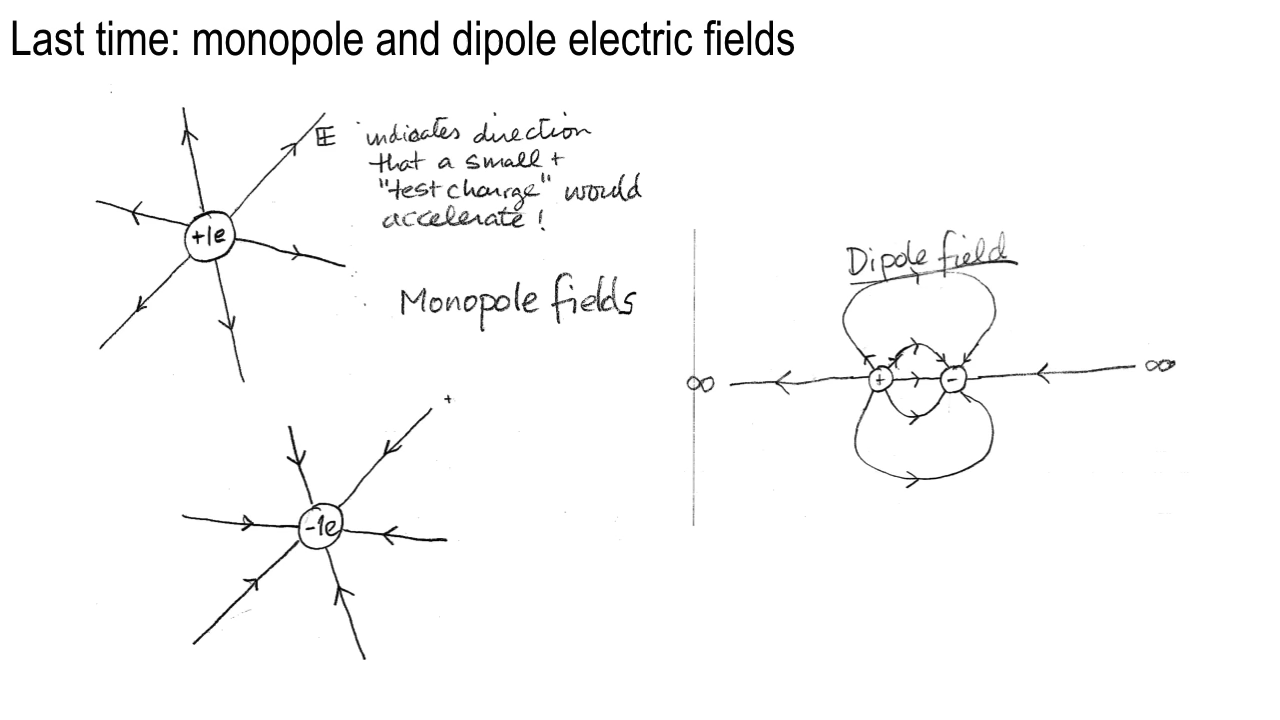 Last time: monopole and dipole electric fields
E indicates direction
that a small +
"test charge" would
accelerate!
+1e
Monopole fields
Dipole field
∞ + - ∞
+
-1e